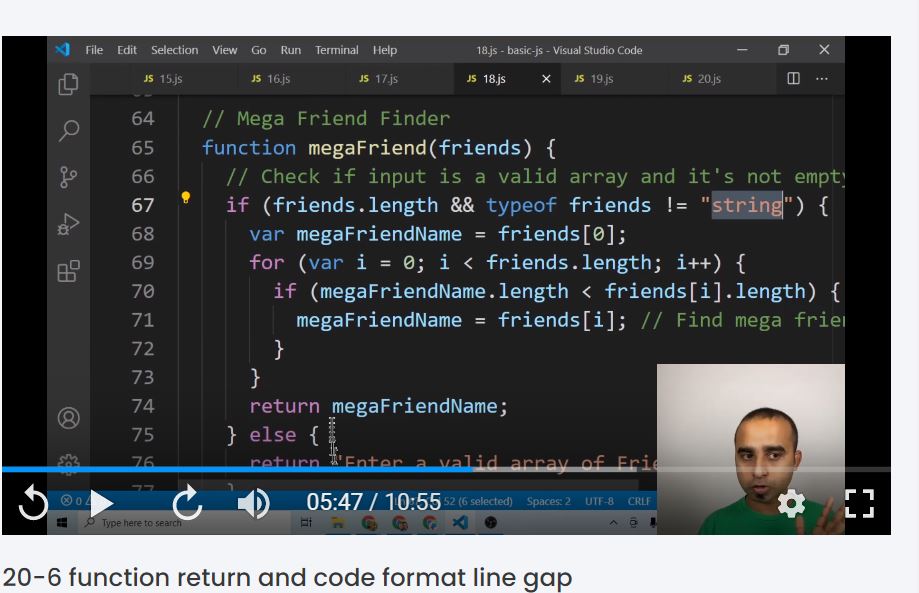 File Edit Selection View Go Run Terminal Help 18.js - basic-js - Visual Studio Code
JS 15.js JS 16.js JS 17.js JS 18.js JS 19.js JS 20.js
64 // Mega Friend Finder
65 function megaFriend(friends) {
66 // Check if input is a valid array and it's not empty
67 if (friends.length && typeof friends != "string") {
68 var megaFriendName = friends[0];
69 for (var i = 0; i < friends.length; i++) {
70 if (megaFriendName.length < friends[i].length) {
71 megaFriendName = friends[i]; // Find mega frien
72 }
73 }
74 return megaFriendName;
75 } else {
76 return "Enter a valid array of Frie
77 }
0 52 (6 selected) Spaces: 2 UTF-8 CRLF
05:47 / 10:55
Type here to search
20-6 function return and code format line gap